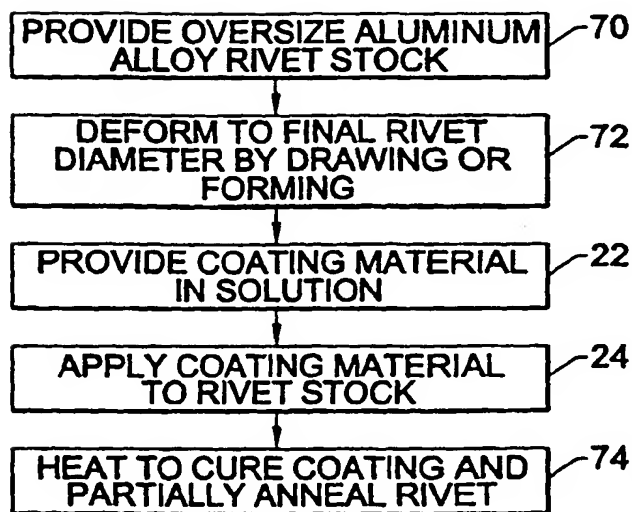 PROVIDE OVERSIZE ALUMINUM
ALLOY RIVET STOCK
70
DEFORM TO FINAL RIVET
DIAMETER BY DRAWING OR
FORMING
72
PROVIDE COATING MATERIAL
IN SOLUTION
22
APPLY COATING MATERIAL
TO RIVET STOCK
24
HEAT TO CURE COATING AND
PARTIALLY ANNEAL RIVET
74